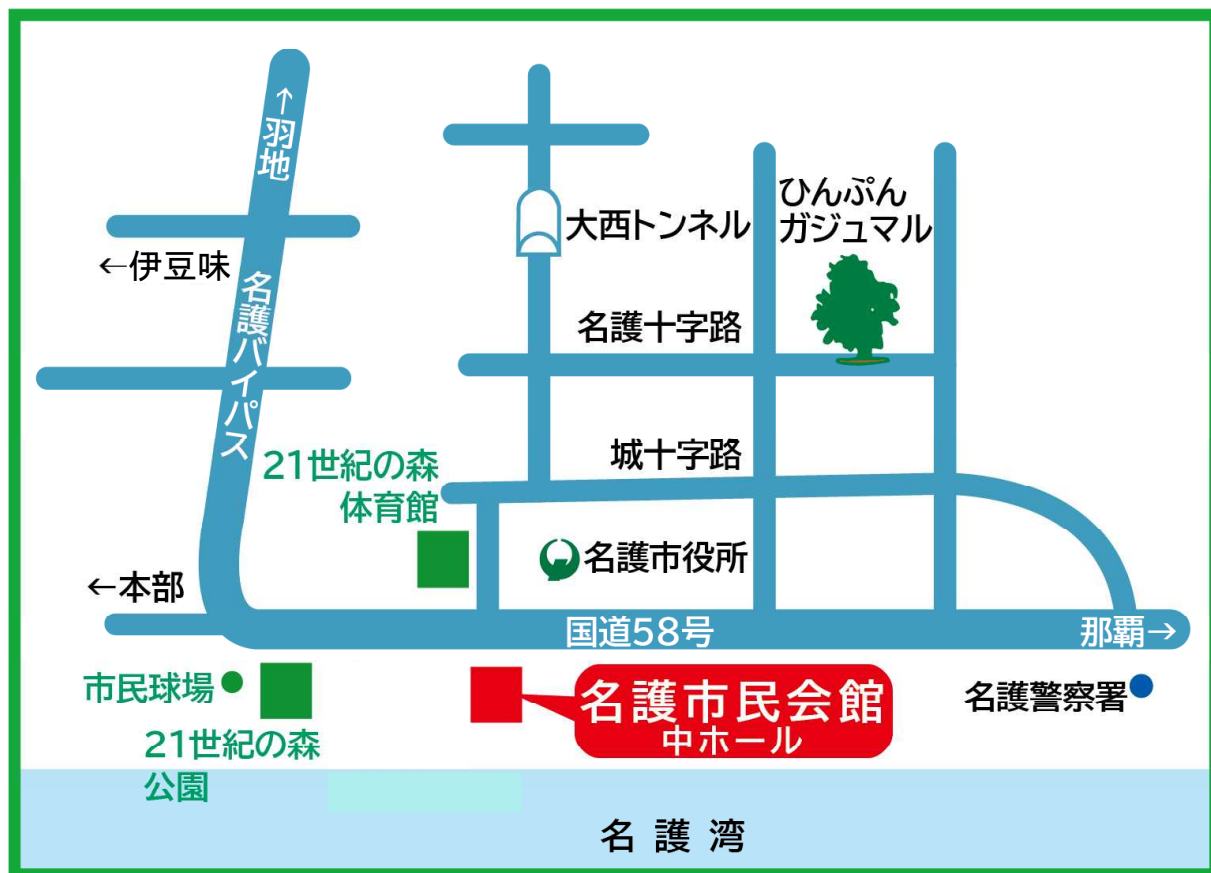 ↑羽地
ひんぷん
ガジュマル
大西トンネル
←伊豆味
名護バイパス
名護十字路
城十字路
21世紀の森
体育館
名護市役所
←本部
国道58号
那覇→
市民球場
名護市民会館
中ホール
名護警察署
21世紀の森
公園
名護湾